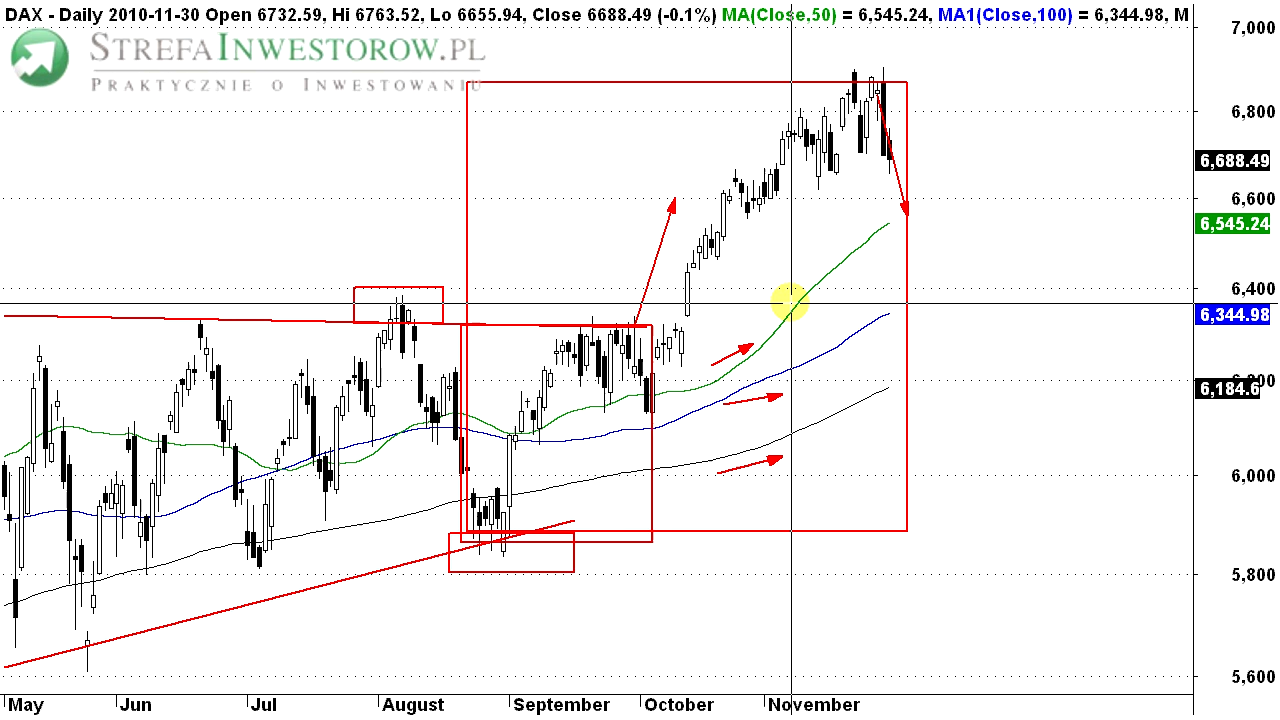 DAX - Daily 2010-11-30 Open 6732.59, Hi 6763.52, Lo 6655.94, Close 6688.49 (-0.1%) MA(Close,50) = 6,545.24, MA1(Close,100) = 6,344.98, M
STREFAINWESTOROW.PL
PRAKTYCZNIE O INWESTOWANIU
7,000
6,800
6,688.49
6,600
6,545.24
6,400
6,344.98
6,184.6
6,000
5,800
5,600
May Jun Jul August September October November